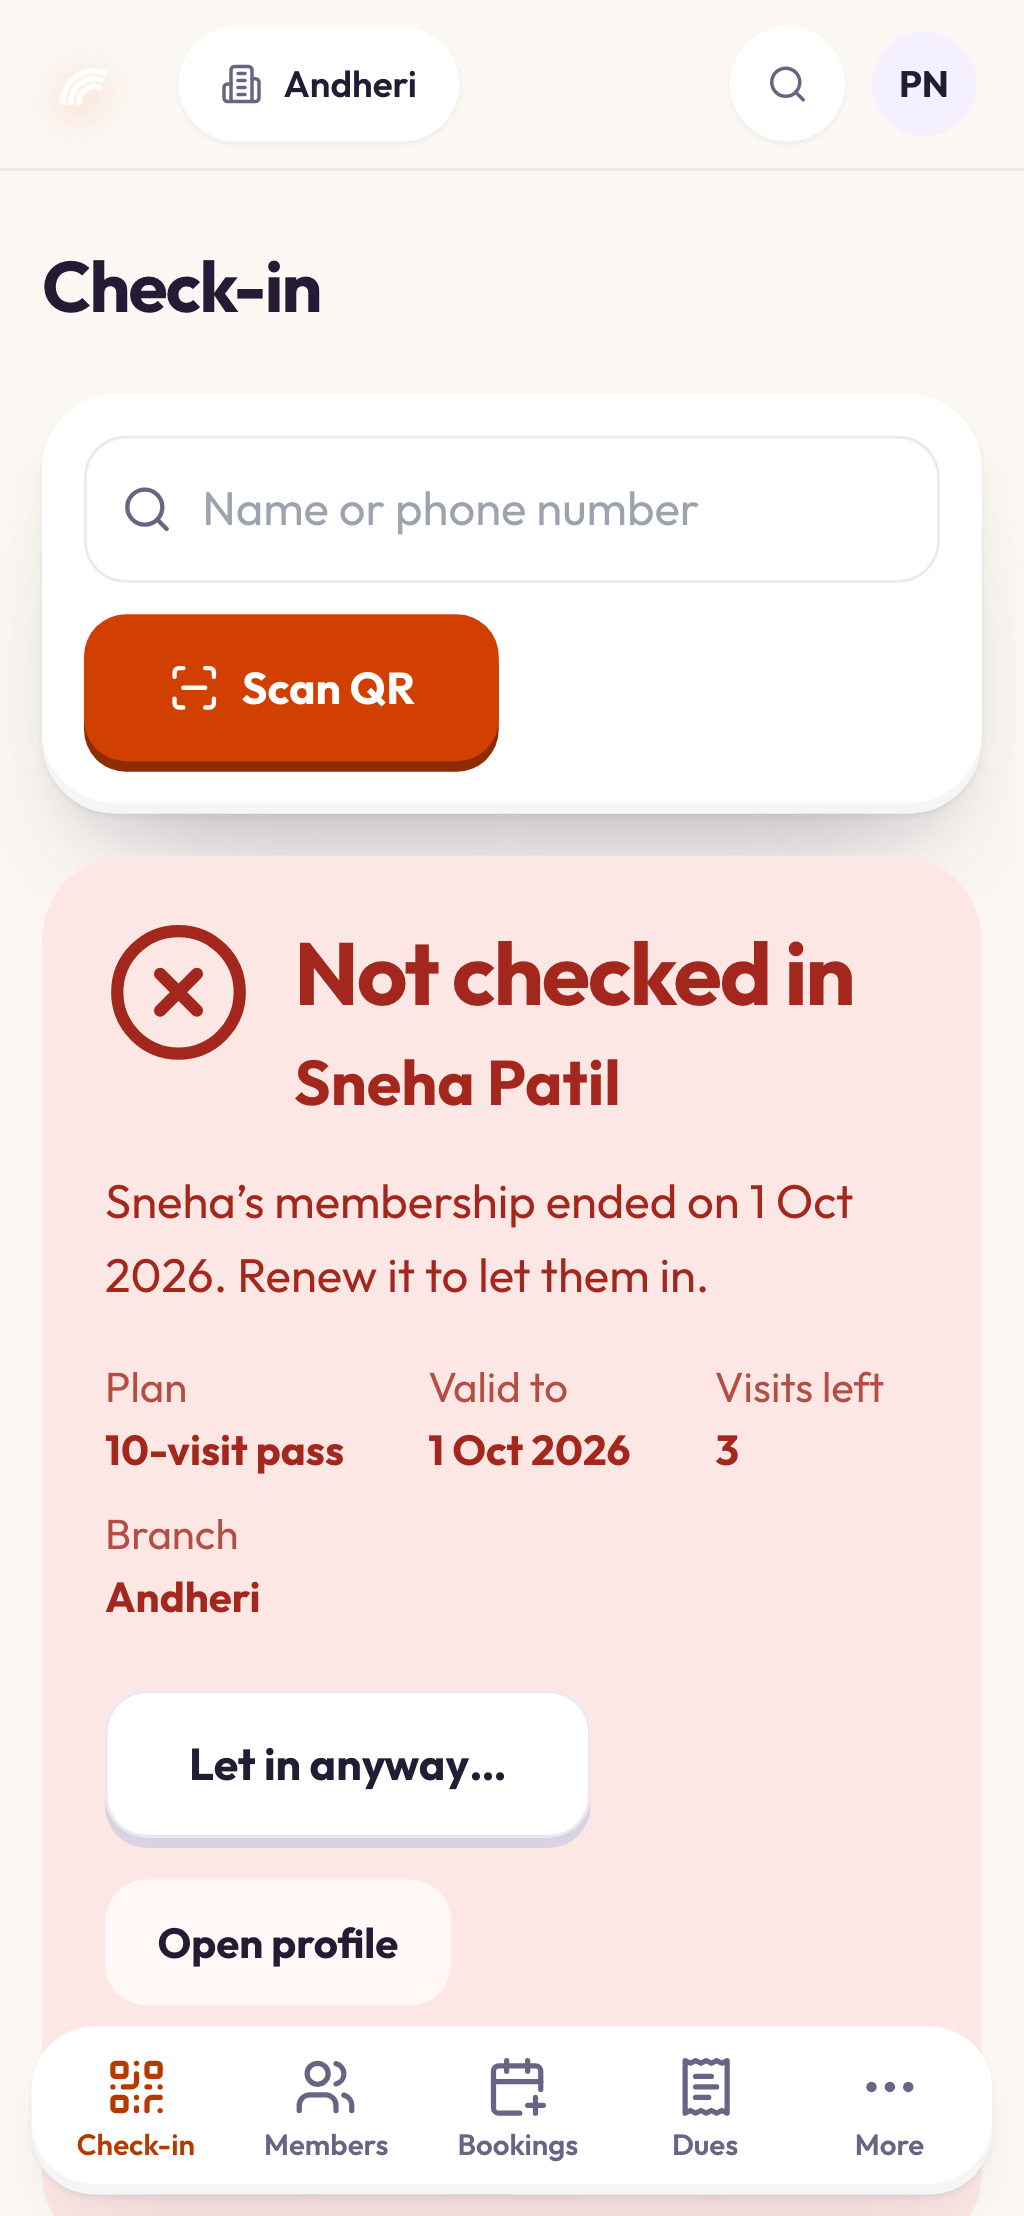 Andheri
PN
Check-in
Name or phone number
Scan QR
Not checked in
Sneha Patil
Sneha’s membership ended on 1 Oct
2026. Renew it to let them in.
Plan
10-visit pass
Valid to
1 Oct 2026
Visits left
3
Branch
Andheri
Let in anyway...
Open profile
Check-in
Members
Bookings
Dues
More